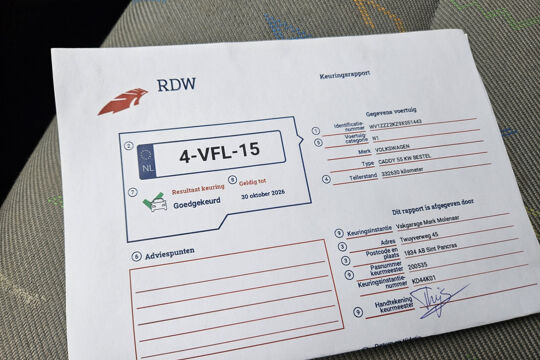 RDW
Keuringsrapport
2
NL
4-VFL-15
7
Resultaat keuring
Goedgekeurd
8
Geldig tot
30 oktober 2026
Gegevens voertuig
1
Identificatie-
nummer
5
Voertuig-
categorie N1
Merk VOLKSWAGEN
Type CADDY 55 KW BESTEL
4 Tellerstand 332630 kilometer
6 Adviespunten
Dit rapport is afgegeven door
9 Keuringsinstantie Vakgarage Mark Molenaar
3 Adres Twuyverweg 45
3 Postcode en
plaats 1834 AB Sint Pancras
9 Pasnummer
keurmeester 200535
Keuringsinstantie-
nummer KD44K01
9 Handtekening
keurmeester